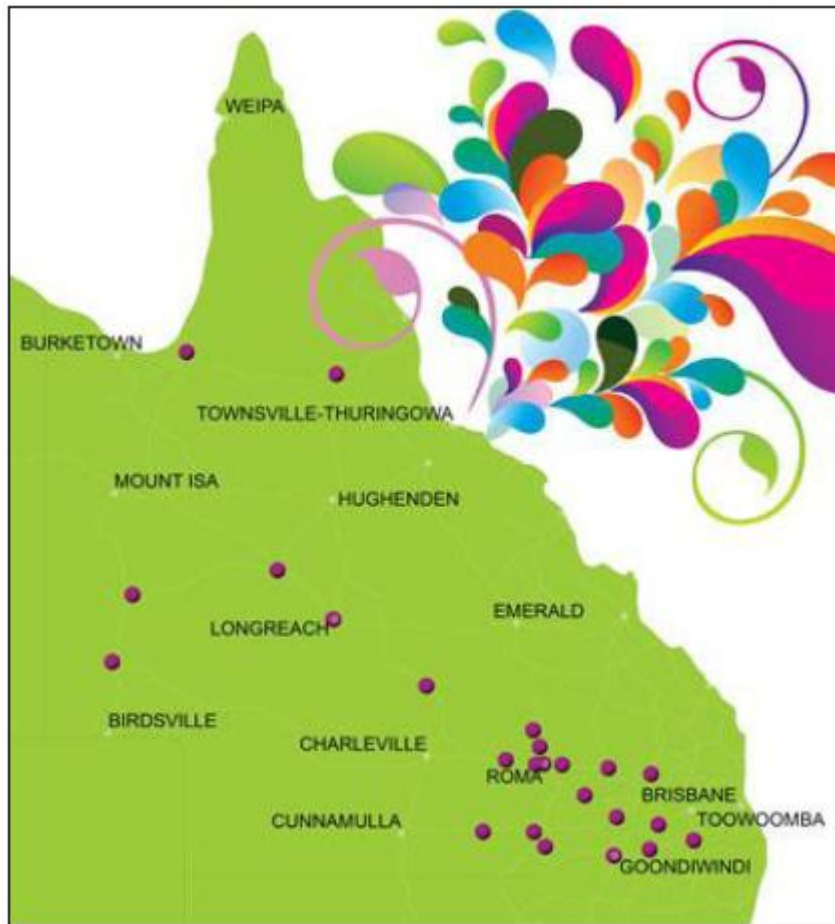 WEIPA
BURKETOWN
TOWNSVILLE-THURINGOWA
MOUNT ISA
HUGHENDEN
EMERALD
LONGREACH
BIRDSVILLE
CHARLEVILLE
ROMA
BRISBANE
CUNNAMULLA
TOOWOOMBA
GOONDIWINDI